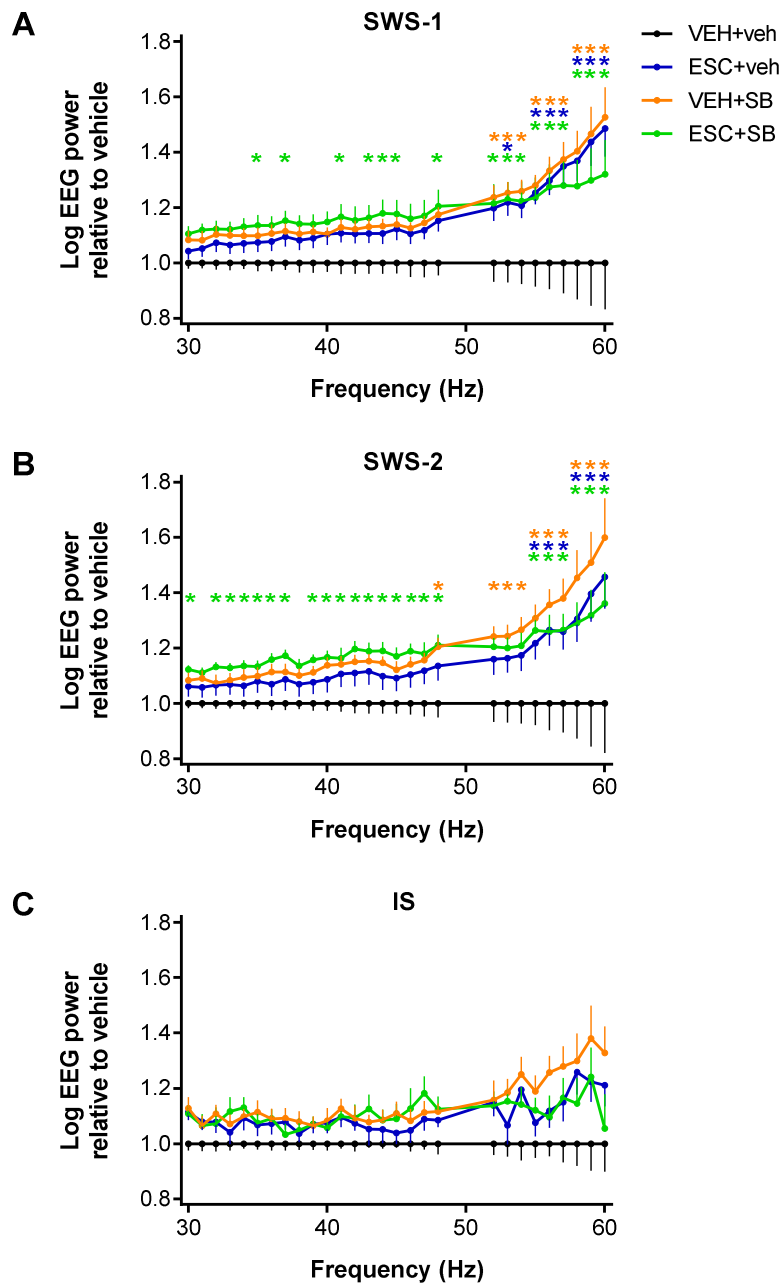 A
SWS-1
VEH+veh
ESC+veh
VEH+SB
ESC+SB
Log EEG power
relative to vehicle
1.8
1.6
1.4
1.2
1.0
0.8
*** 
***
***
***
***
***
***
*
* * * *** * ***
30 40 50 60
Frequency (Hz)
B
SWS-2
Log EEG power
relative to vehicle
1.8
1.6
1.4
1.2
1.0
0.8
***
***
***
***
***
***
* ***
* ****** *** ***** ***
30 40 50 60
Frequency (Hz)
C
IS
Log EEG power
relative to vehicle
1.8
1.6
1.4
1.2
1.0
0.8
30 40 50 60
Frequency (Hz)